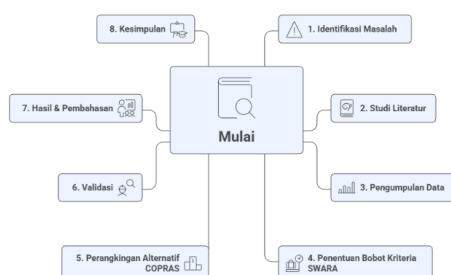 Mulai
1. Identifikasi Masalah
2. Studi Literatur
3. Pengumpulan Data
4. Penentuan Bobot Kriteria
SWARA
5. Perangkingan Alternatif
COPRAS
6. Validasi
7. Hasil & Pembahasan
8. Kesimpulan